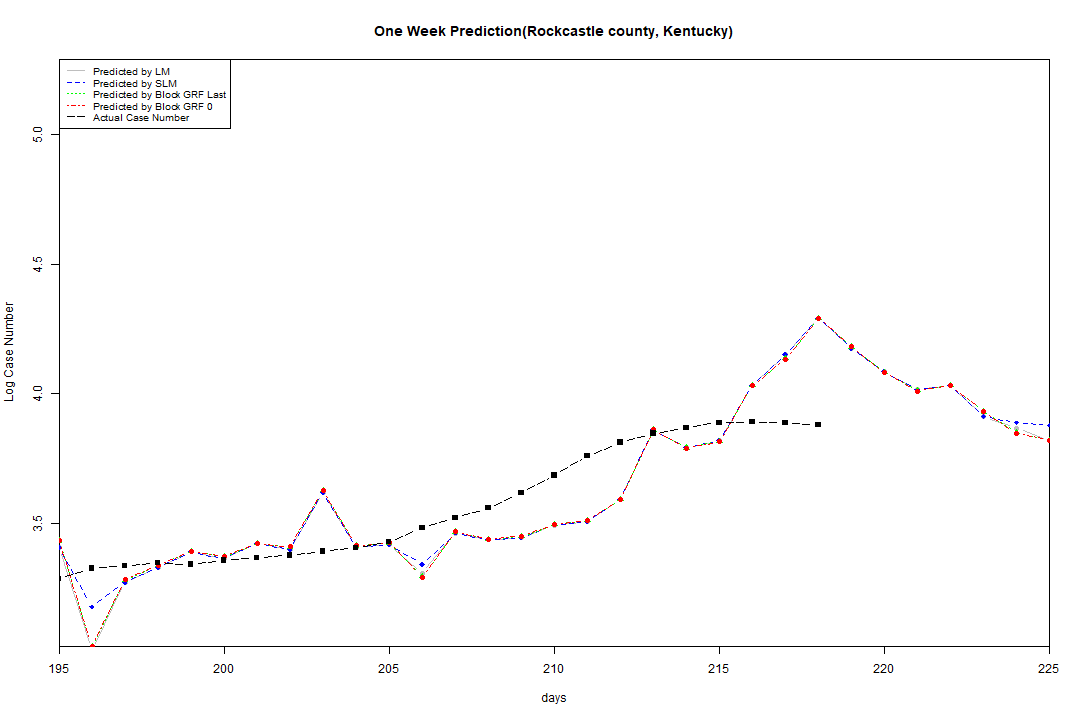 One Week Prediction(Rockcastle county, Kentucky)
Predicted by LM
Predicted by SLM
Predicted by Block GRF Last
Predicted by Block GRF 0
Actual Case Number
Log Case Number
5.0
4.5
4.0
3.5
195 200 205 210 215 220 225
days